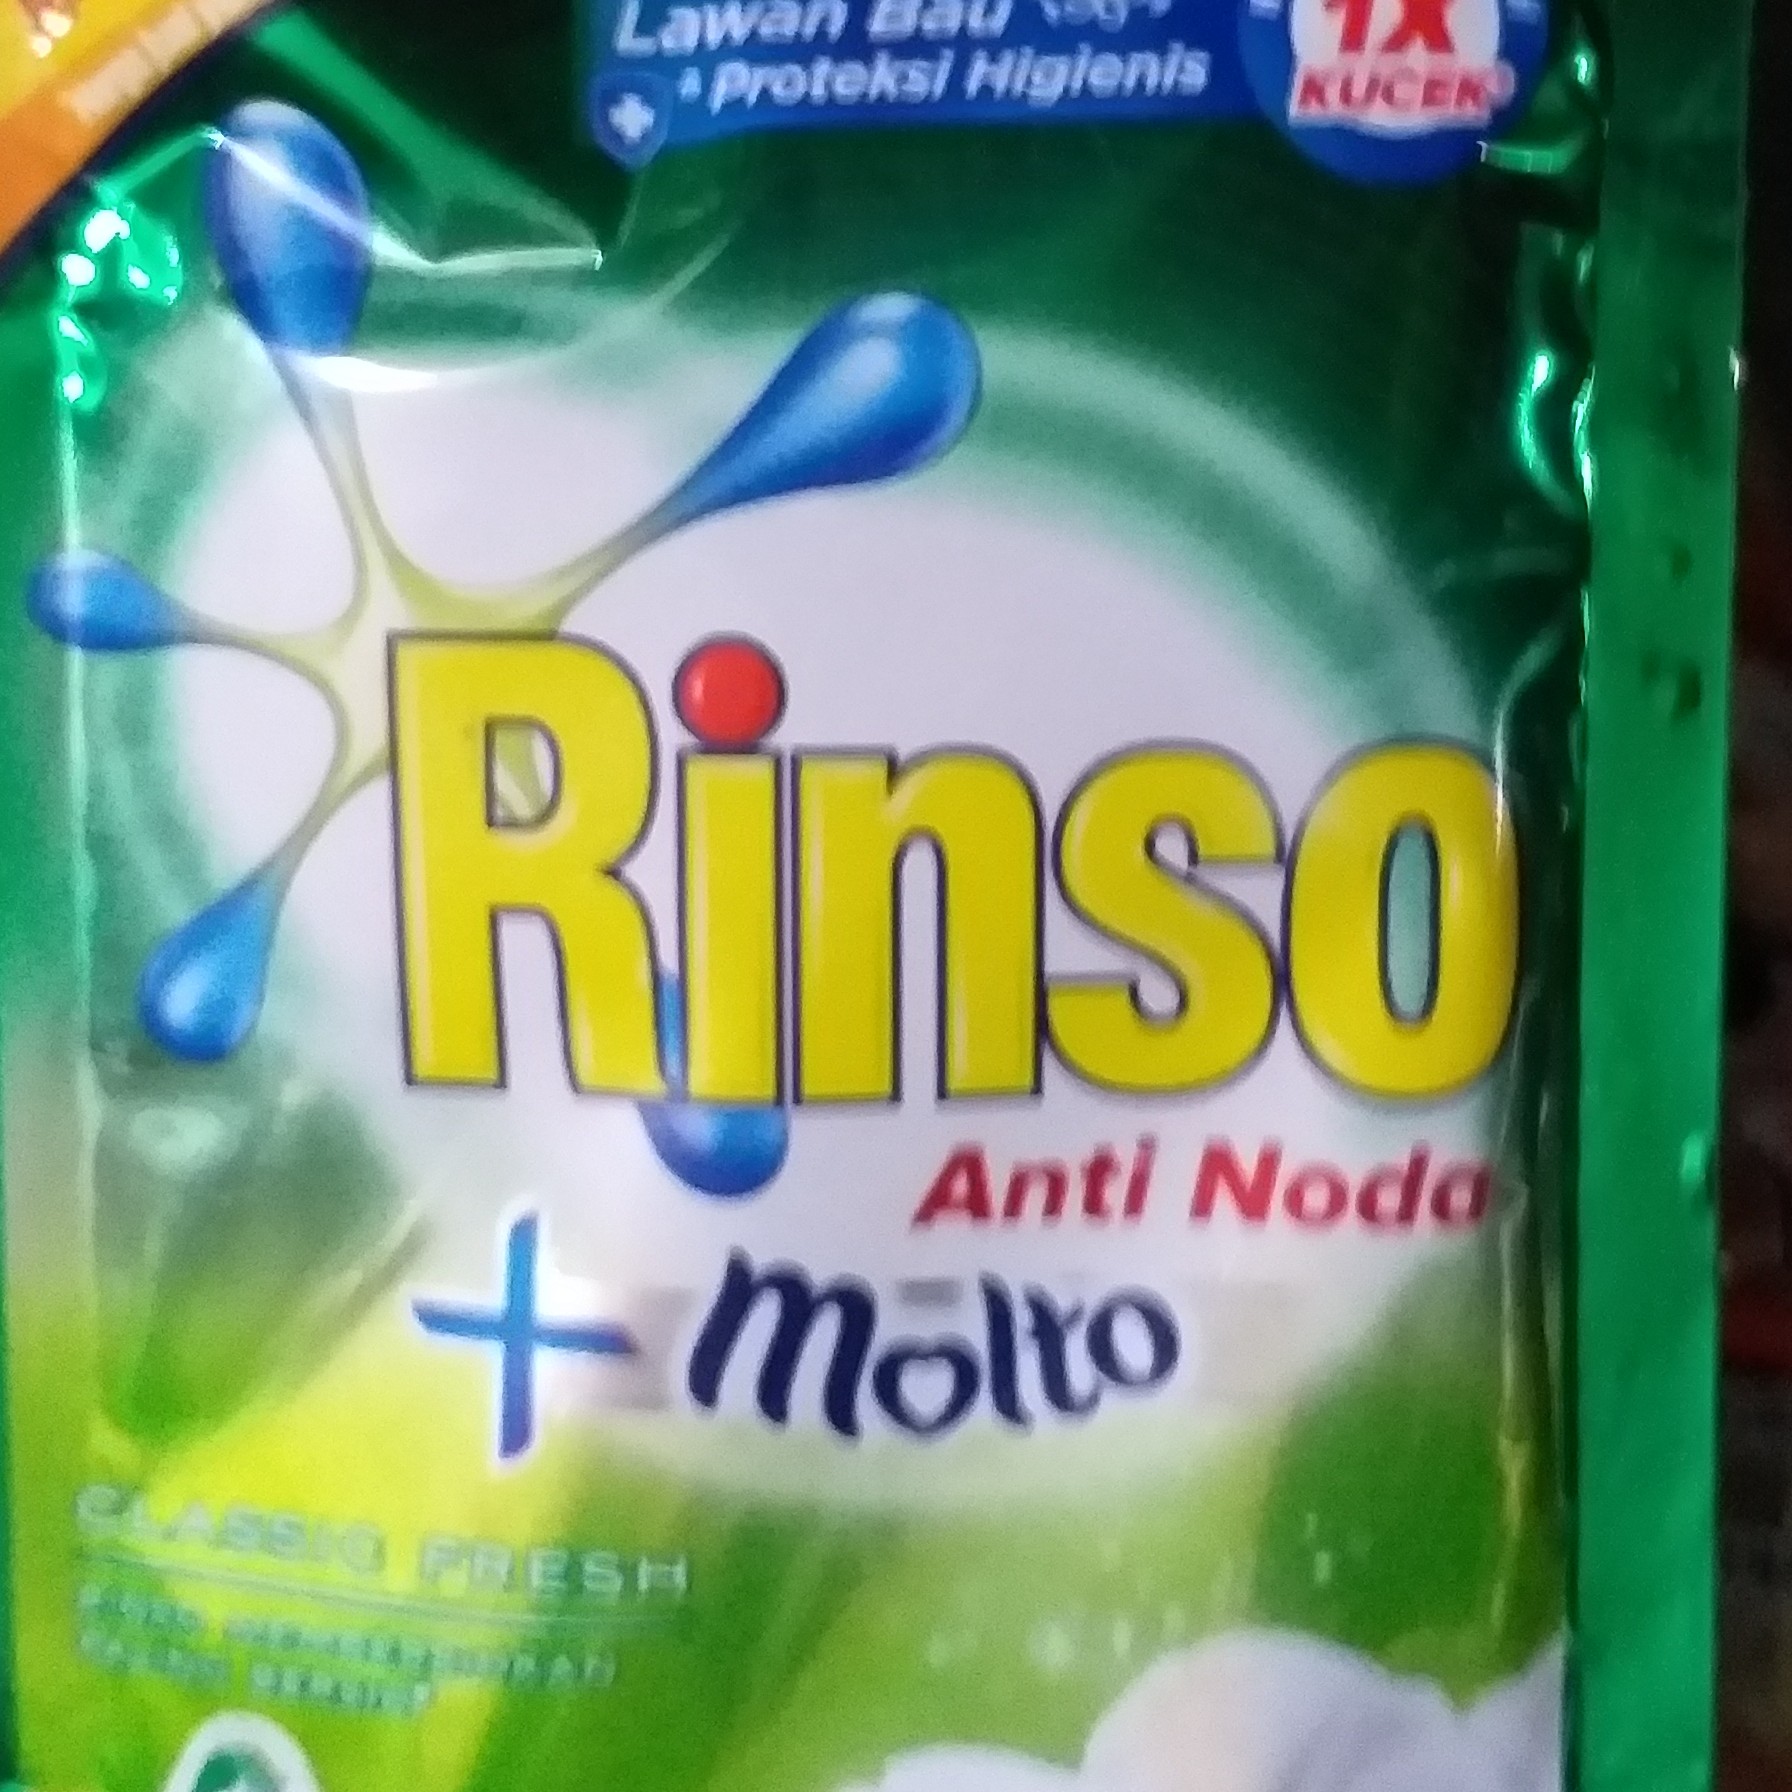 Lawan Bau
& Proteksi Higienis
1X
KUCEK
Rinso
Anti Noda
+ Molto
CLASSIC FRESH